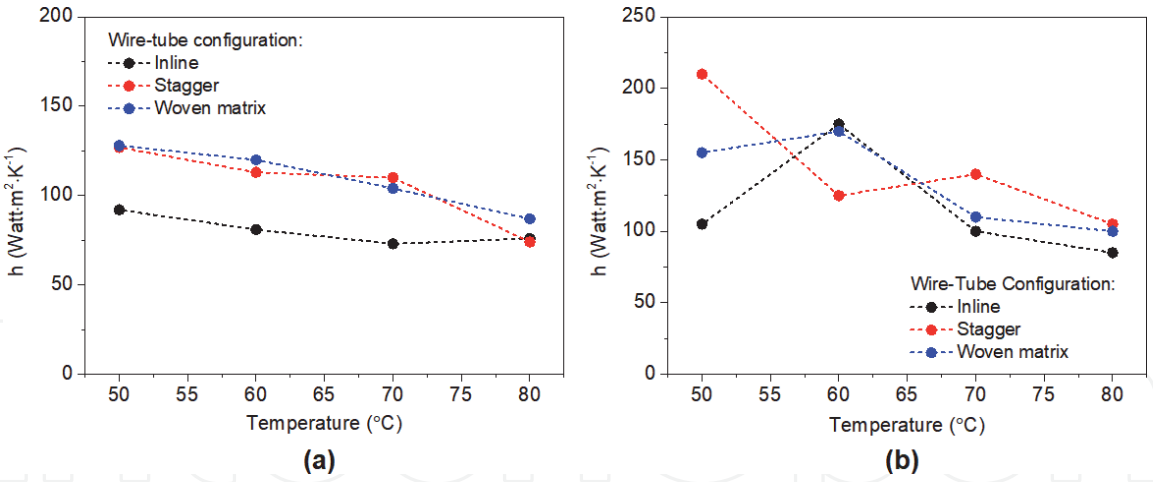 200
150
100
50
0
h (Watt·m²·K⁻¹)
Wire-tube configuration:
Inline
Stagger
Woven matrix
50 55 60 65 70 75 80
Temperature (°C)
(a)
250
200
150
100
50
0
h (Watt·m²·K⁻¹)
Wire-Tube Configuration:
Inline
Stagger
Woven matrix
50 55 60 65 70 75 80
Temperature (°C)
(b)